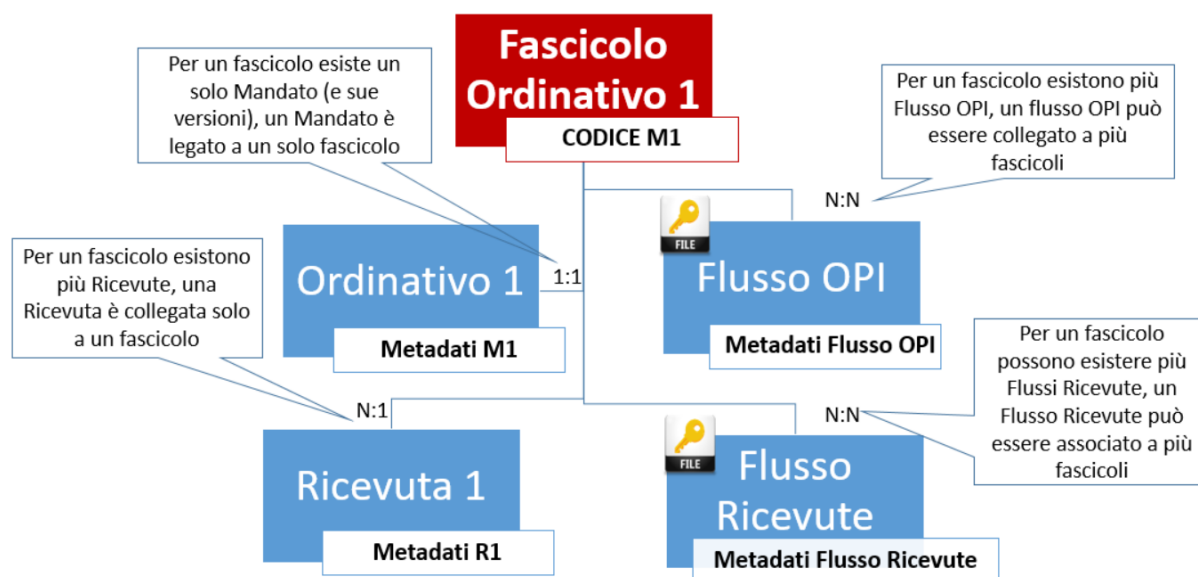 Fascicolo
Ordinativo 1
CODICE M1
Per un fascicolo esiste un
solo Mandato (e sue
versioni), un Mandato è
legato a un solo fascicolo
Per un fascicolo esistono più
Flusso OPI, un flusso OPI può
essere collegato a più
fascicoli
N:N
FILE
Flusso OPI
Metadati Flusso OPI
Ordinativo 1
1:1
Metadati M1
Per un fascicolo esistono
più Ricevute, una
Ricevuta è collegata solo
a un fascicolo
N:1
Ricevuta 1
Metadati R1
Per un fascicolo
possono esistere più
Flussi Ricevute, un
Flusso Ricevute può
essere associato a più
fascicoli
N:N
FILE
Flusso
Ricevute
Metadati Flusso Ricevute